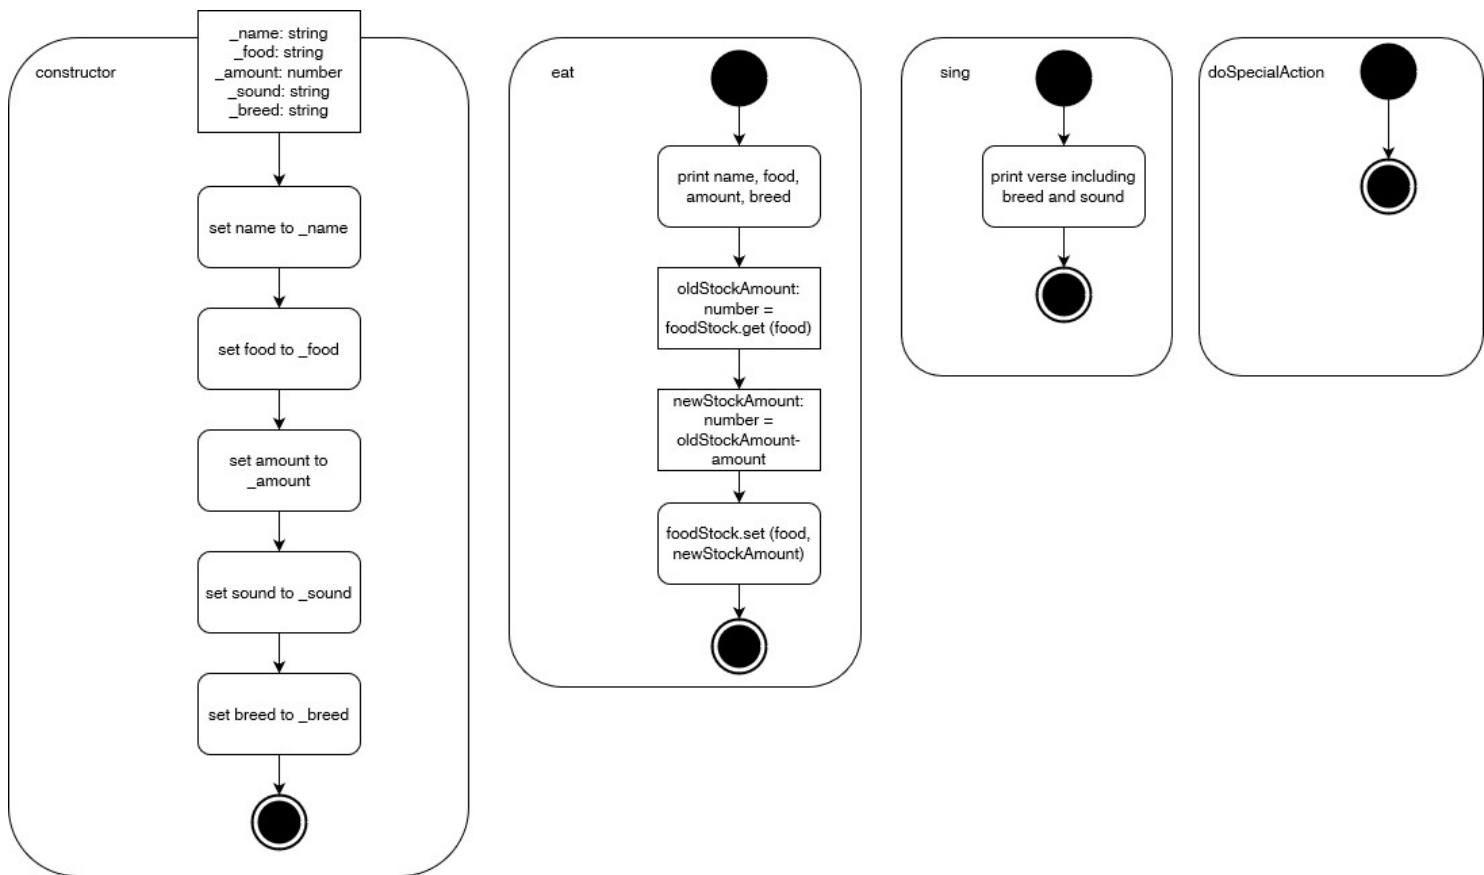 constructor
_name: string
_food: string
_amount: number
_sound: string
_breed: string
set name to _name
set food to _food
set amount to
_amount
set sound to _sound
set breed to _breed
eat
print name, food,
amount, breed
oldStockAmount:
number =
foodStock.get (food)
newStockAmount:
number =
oldStockAmount-
amount
foodStock.set (food,
newStockAmount)
sing
print verse including
breed and sound
doSpecialAction